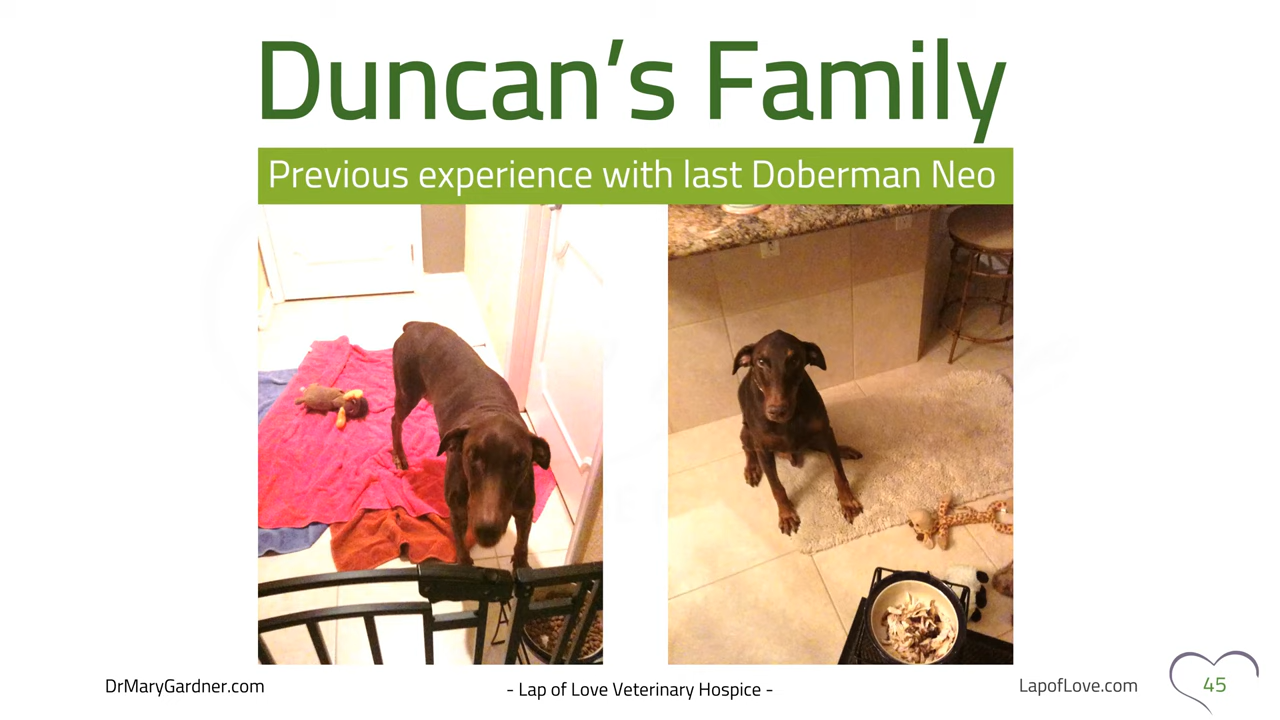 Duncan’s Family
Previous experience with last Doberman Neo
DrMaryGardner.com
- Lap of Love Veterinary Hospice -
LapofLove.com
45